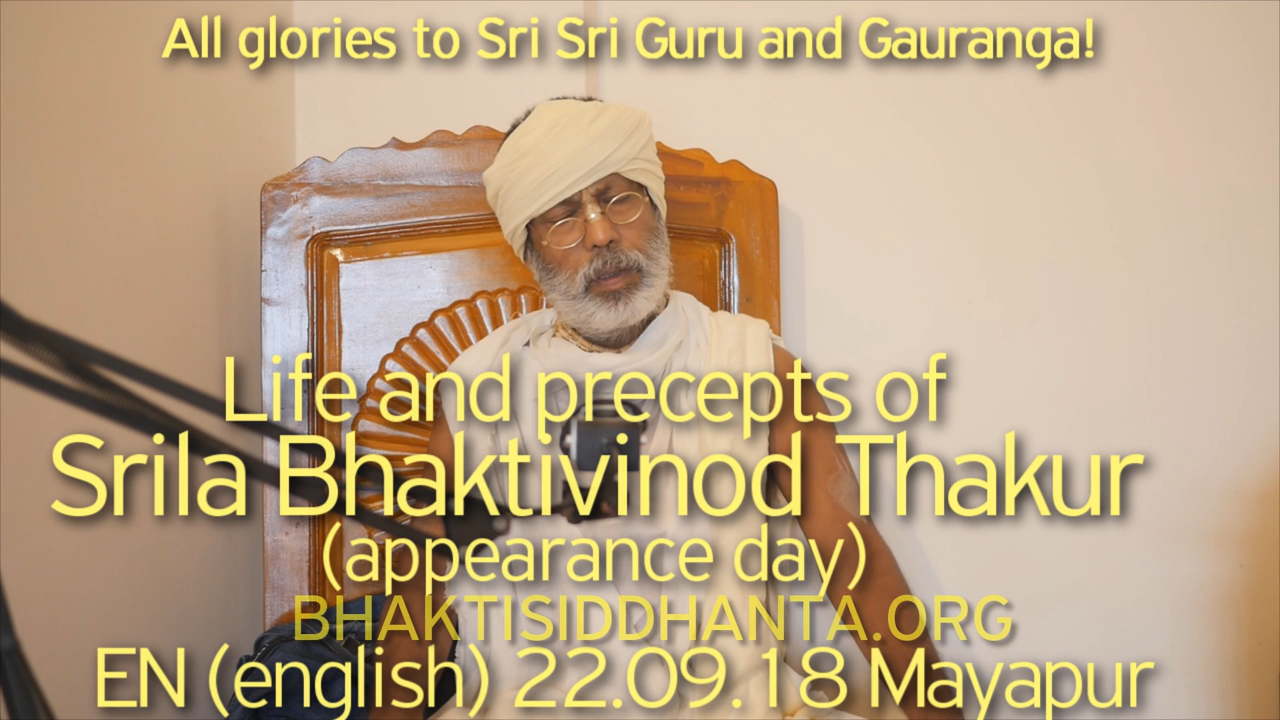 All glories to Sri Sri Guru and Gauranga!
Life and precepts of
Srila Bhaktivinod Thakur
(appearance day)
BHAKTISIDDHANTA.ORG
EN (english) 22.09.18 Mayapur